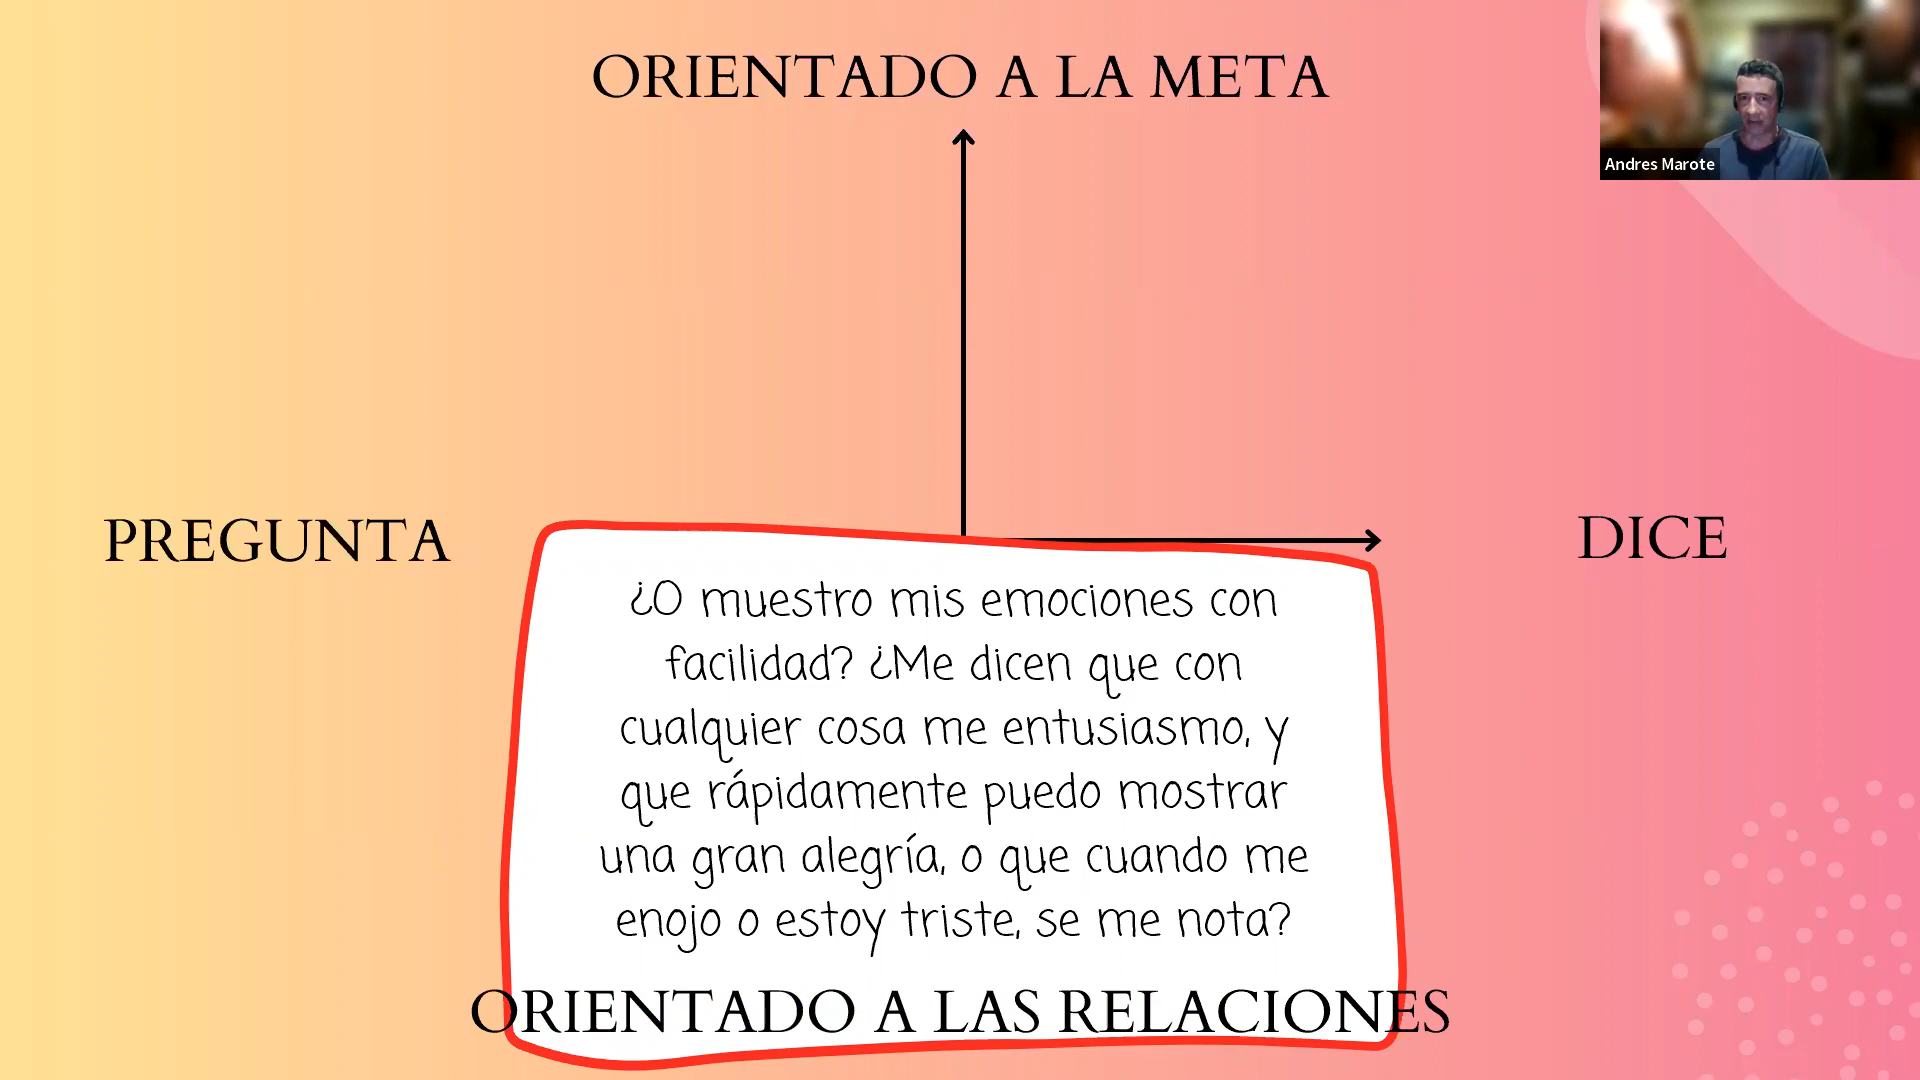 ORIENTADO A LA META
Andres Marote
PREGUNTA
DICE
¿O muestro mis emociones con
facilidad? ¿Me dicen que con
cualquier cosa me entusiasmo, y
que rápidamente puedo mostrar
una gran alegría, o que cuando me
enojo o estoy triste, se me nota?
ORIENTADO A LAS RELACIONES